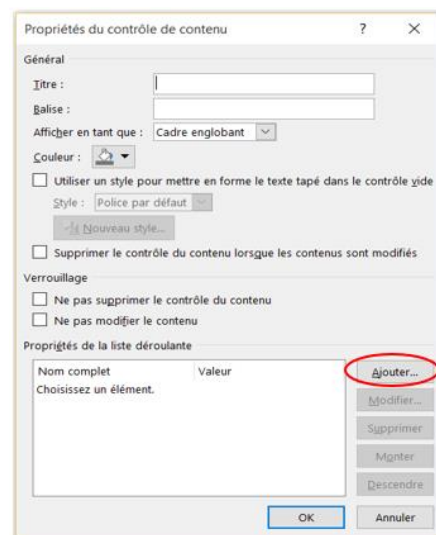 Propriétés du contrôle de contenu ? ×
Général
Titre :
Balise :
Afficher en tant que : Cadre englobant
Couleur :
Utiliser un style pour mettre en forme le texte tapé dans le contrôle vide
Style : Police par défaut
Nouveau style...
Supprimer le contrôle du contenu lorsque les contenus sont modifiés
Verrouillage
Ne pas supprimer le contrôle du contenu
Ne pas modifier le contenu
Propriétés de la liste déroulante
Nom complet Valeur Ajouter...
Choisissez un élément.
Modifier...
Supprimer
Monter
Descendre
OK Annuler